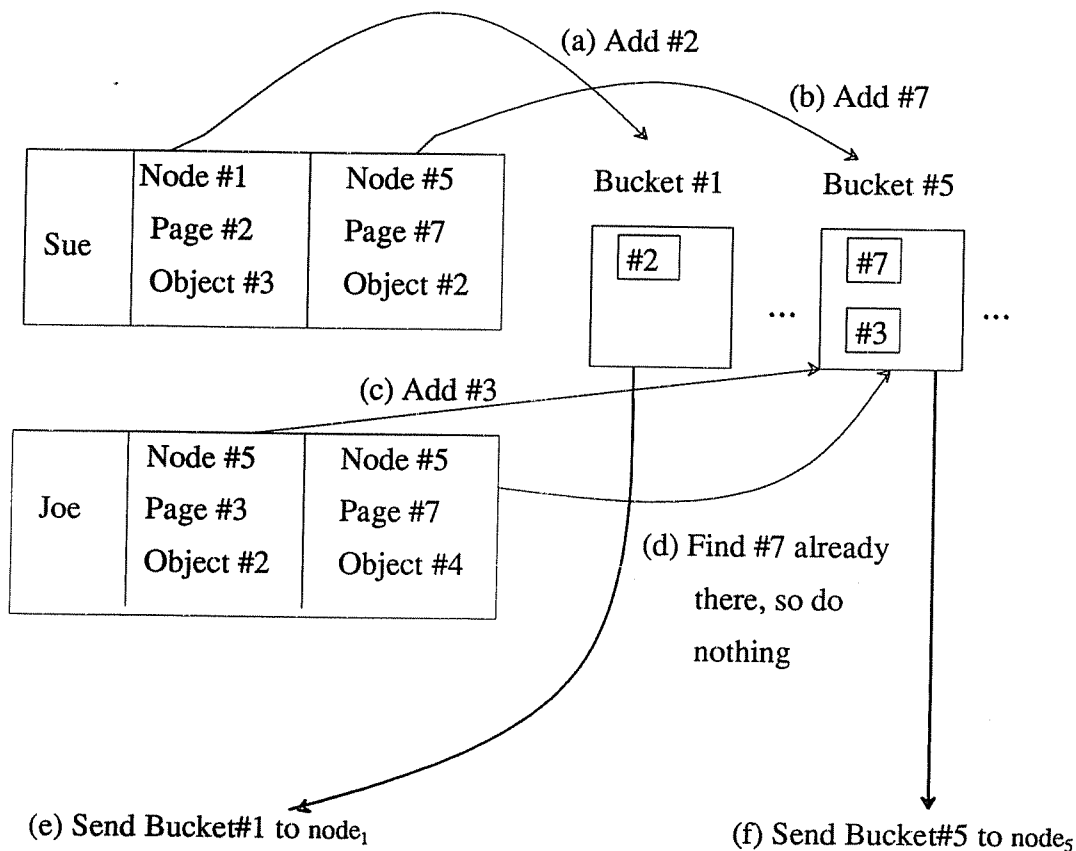 (a) Add #2
(b) Add #7
Node #1
Node #5
Bucket #1
Bucket #5
Sue
Page #2
Page #7
Object #3
Object #2
#2
#7
...
...
#3
(c) Add #3
Node #5
Node #5
Joe
Page #3
Page #7
Object #2
Object #4
(d) Find #7 already
there, so do
nothing
(e) Send Bucket#1 to node₁
(f) Send Bucket#5 to node₅